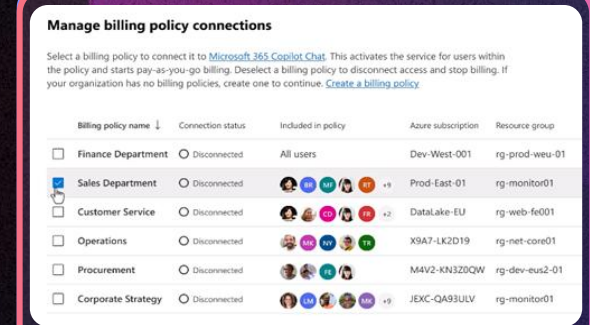 Manage billing policy connections
Select a billing policy to connect it to Microsoft 365 Copilot Chat. This activates the service for users within
the policy and starts pay-as-you-go billing. Deselect a billing policy to disconnect access and stop billing. If
your organization has no billing policies, create one to continue. Create a billing policy
Billing policy name ↓ Connection status Included in policy Azure subscription Resource group
Finance Department Disconnected All users Dev-West-001 rg-prod-weu-01
Sales Department Disconnected BR MF RT +9 Prod-East-01 rg-monitor01
Customer Service Disconnected CD FR +2 DataLake-EU rg-web-fe001
Operations Disconnected MK NY TR X9A7-LK2D19 rg-net-core01
Procurement Disconnected FE M4V2-KN3Z0QW rg-dev-eus2-01
Corporate Strategy Disconnected LM MK +9 JEXC-QA93ULV rg-monitor01